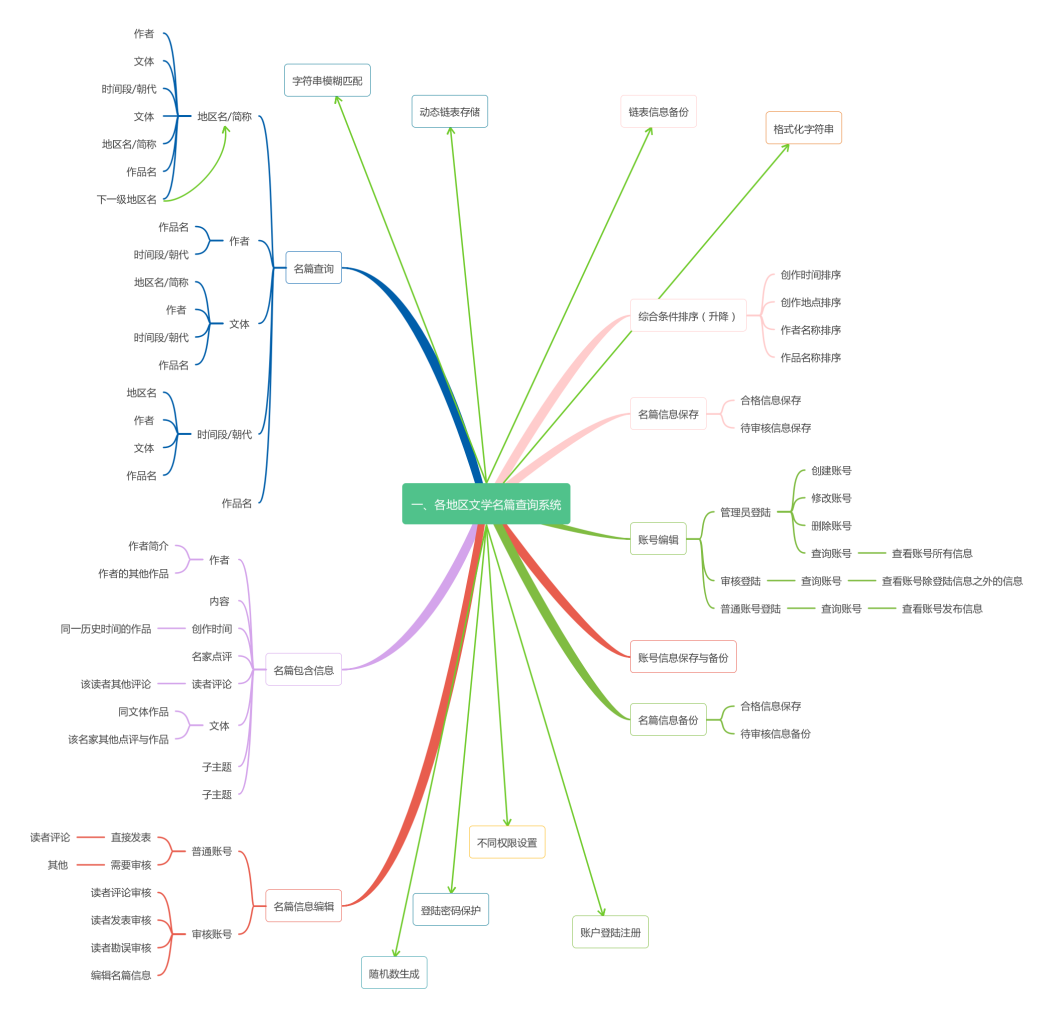 一、各地区文学名篇查询系统
字符串模糊匹配
动态链表存储
链表信息备份
格式化字符串
名篇查询
地区名/简称
作者
文体
时间段/朝代
文体
地区名/简称
作品名
下一级地区名
作者
作品名
时间段/朝代
文体
地区名/简称
作者
时间段/朝代
作品名
时间段/朝代
地区名
作者
文体
作品名
作品名
名篇包含信息
作者
作者简介
作者的其他作品
内容
创作时间
同一历史时间的作品
名家点评
读者评论
该读者其他评论
文体
同文体作品
该名家其他点评与作品
子主题
子主题
名篇信息编辑
普通账号
直接发表
读者评论
需要审核
其他
审核账号
读者评论审核
读者发表审核
读者勘误审核
编辑名篇信息
综合条件排序（升降）
创作时间排序
创作地点排序
作者名称排序
作品名称排序
名篇信息保存
合格信息保存
待审核信息保存
账号编辑
管理员登陆
创建账号
修改账号
删除账号
查询账号
查看账号所有信息
审核登陆
查询账号
查看账号除登陆信息之外的信息
普通账号登陆
查询账号
查看账号发布信息
账号信息保存与备份
名篇信息备份
合格信息保存
待审核信息备份
不同权限设置
登陆密码保护
账户登陆注册
随机数生成